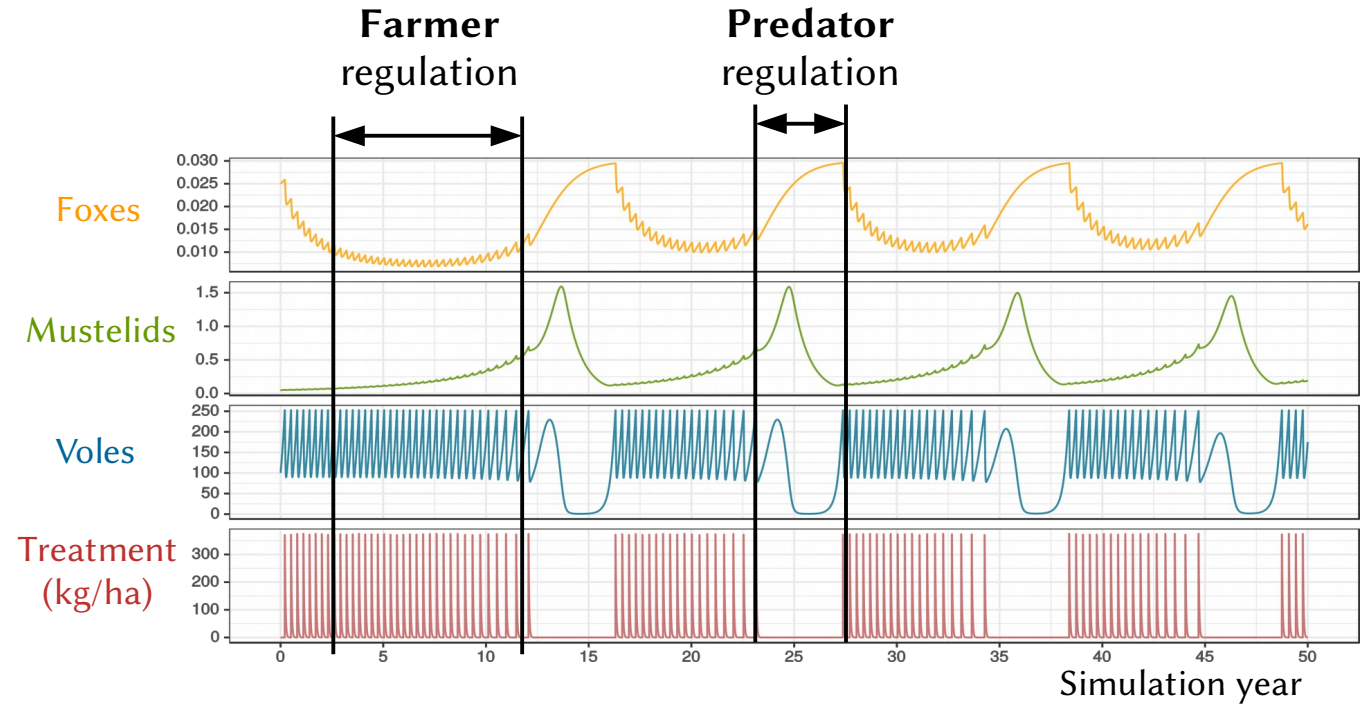 Farmer
regulation
Predator
regulation
Foxes
0.030
0.025
0.020
0.015
0.010
Mustelids
1.5
1.0
0.5
0.0
Voles
250
200
150
100
50
0
Treatment
(kg/ha)
300
200
100
0
0 5 10 15 20 25 30 35 40 45 50
Simulation year